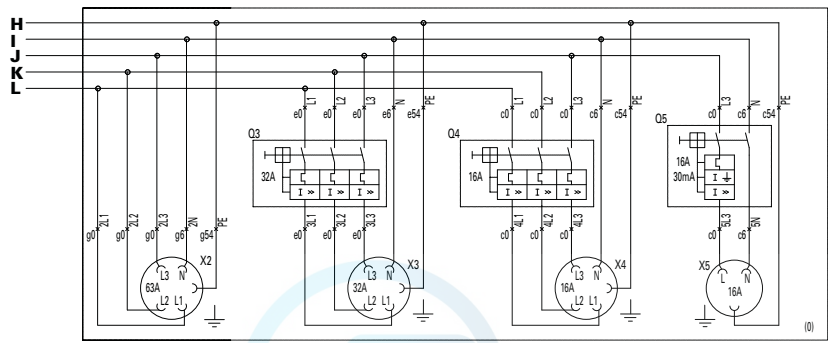 H
I
J
K
L
L1 L2 L3 N PE L1 L2 L3 N PE L3 N PE
e0 e0 e0 e6 e54 c0 c0 c0 c6 c54 c0 c6 c54
Q3 Q4 Q5
32A 16A 16A
30mA
I » I » I » I » I » I » I
I »
2L1 2L2 2L3 2N PE 3L1 3L2 3L3 4L1 4L2 4L3 5L3 5N
g0 g0 g0 g6 g54 e0 e0 e0 c0 c0 c0 c0 c6
X2 X3 X4 X5
L3 N L3 N L3 N L N
63A 32A 16A 16A
L2 L1 L2 L1 L2 L1
(0)